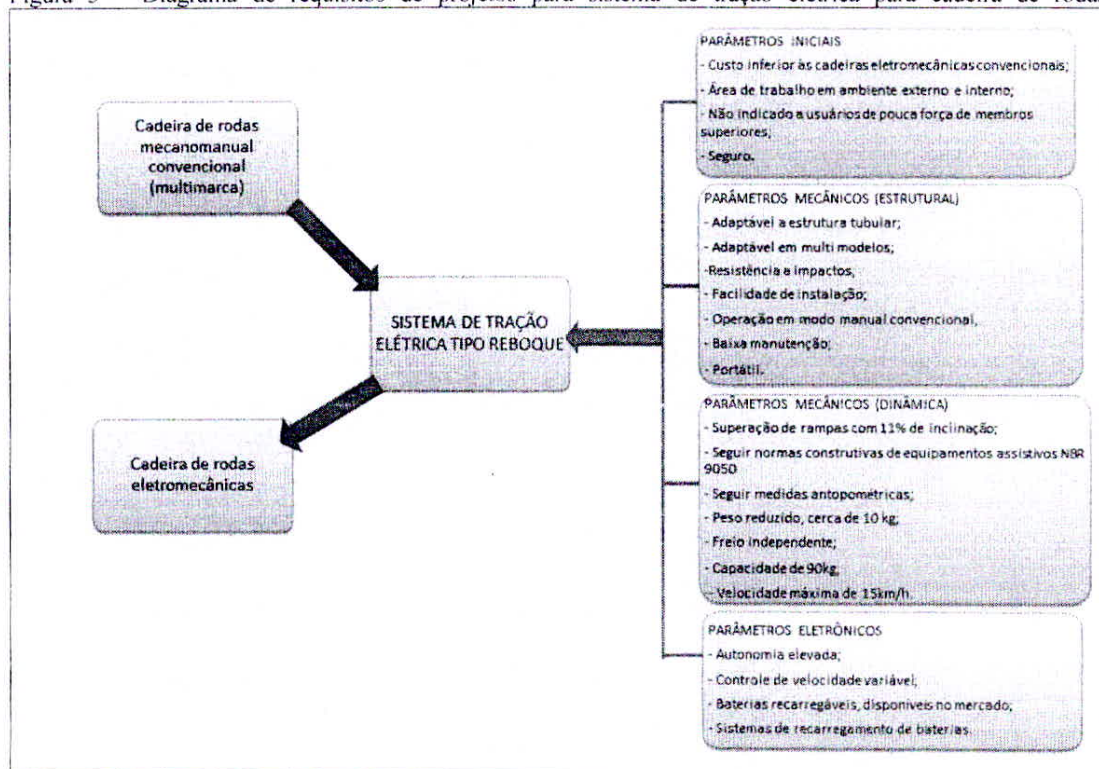 Figura 3 – Diagrama de requisitos de projeto para sistema de tração elétrica para cadeira de rodas
Cadeira de rodas
mecanomanual
convencional
(multimarca)
SISTEMA DE TRAÇÃO
ELÉTRICA TIPO REBOQUE
Cadeira de rodas
eletromecânicas
PARÂMETROS INICIAIS
- Custo inferior às cadeiras eletromecânicas convencionais;
- Área de trabalho em ambiente externo e interno;
- Não indicado a usuários de pouca força de membros
superiores;
- Seguro.
PARÂMETROS MECÂNICOS (ESTRUTURAL)
- Adaptável a estrutura tubular;
- Adaptável em multi modelos;
-Resistência a impactos;
- Facilidade de instalação;
- Operação em modo manual convencional.
- Baixa manutenção;
- Portátil.
PARÂMETROS MECÂNICOS (DINÂMICA)
- Superação de rampas com 11% de inclinação;
- Seguir normas construtivas de equipamentos assistivos NBR
9050
- Seguir medidas antopométricas;
- Peso reduzido, cerca de 10 kg;
- Freio independente;
- Capacidade de 90kg,
- Velocidade máxima de 15km/h.
PARÂMETROS ELETRÔNICOS
- Autonomia elevada;
- Controle de velocidade variável;
- Baterias recarregáveis, disponíveis no mercado;
- Sistemas de recarregamento de baterias.